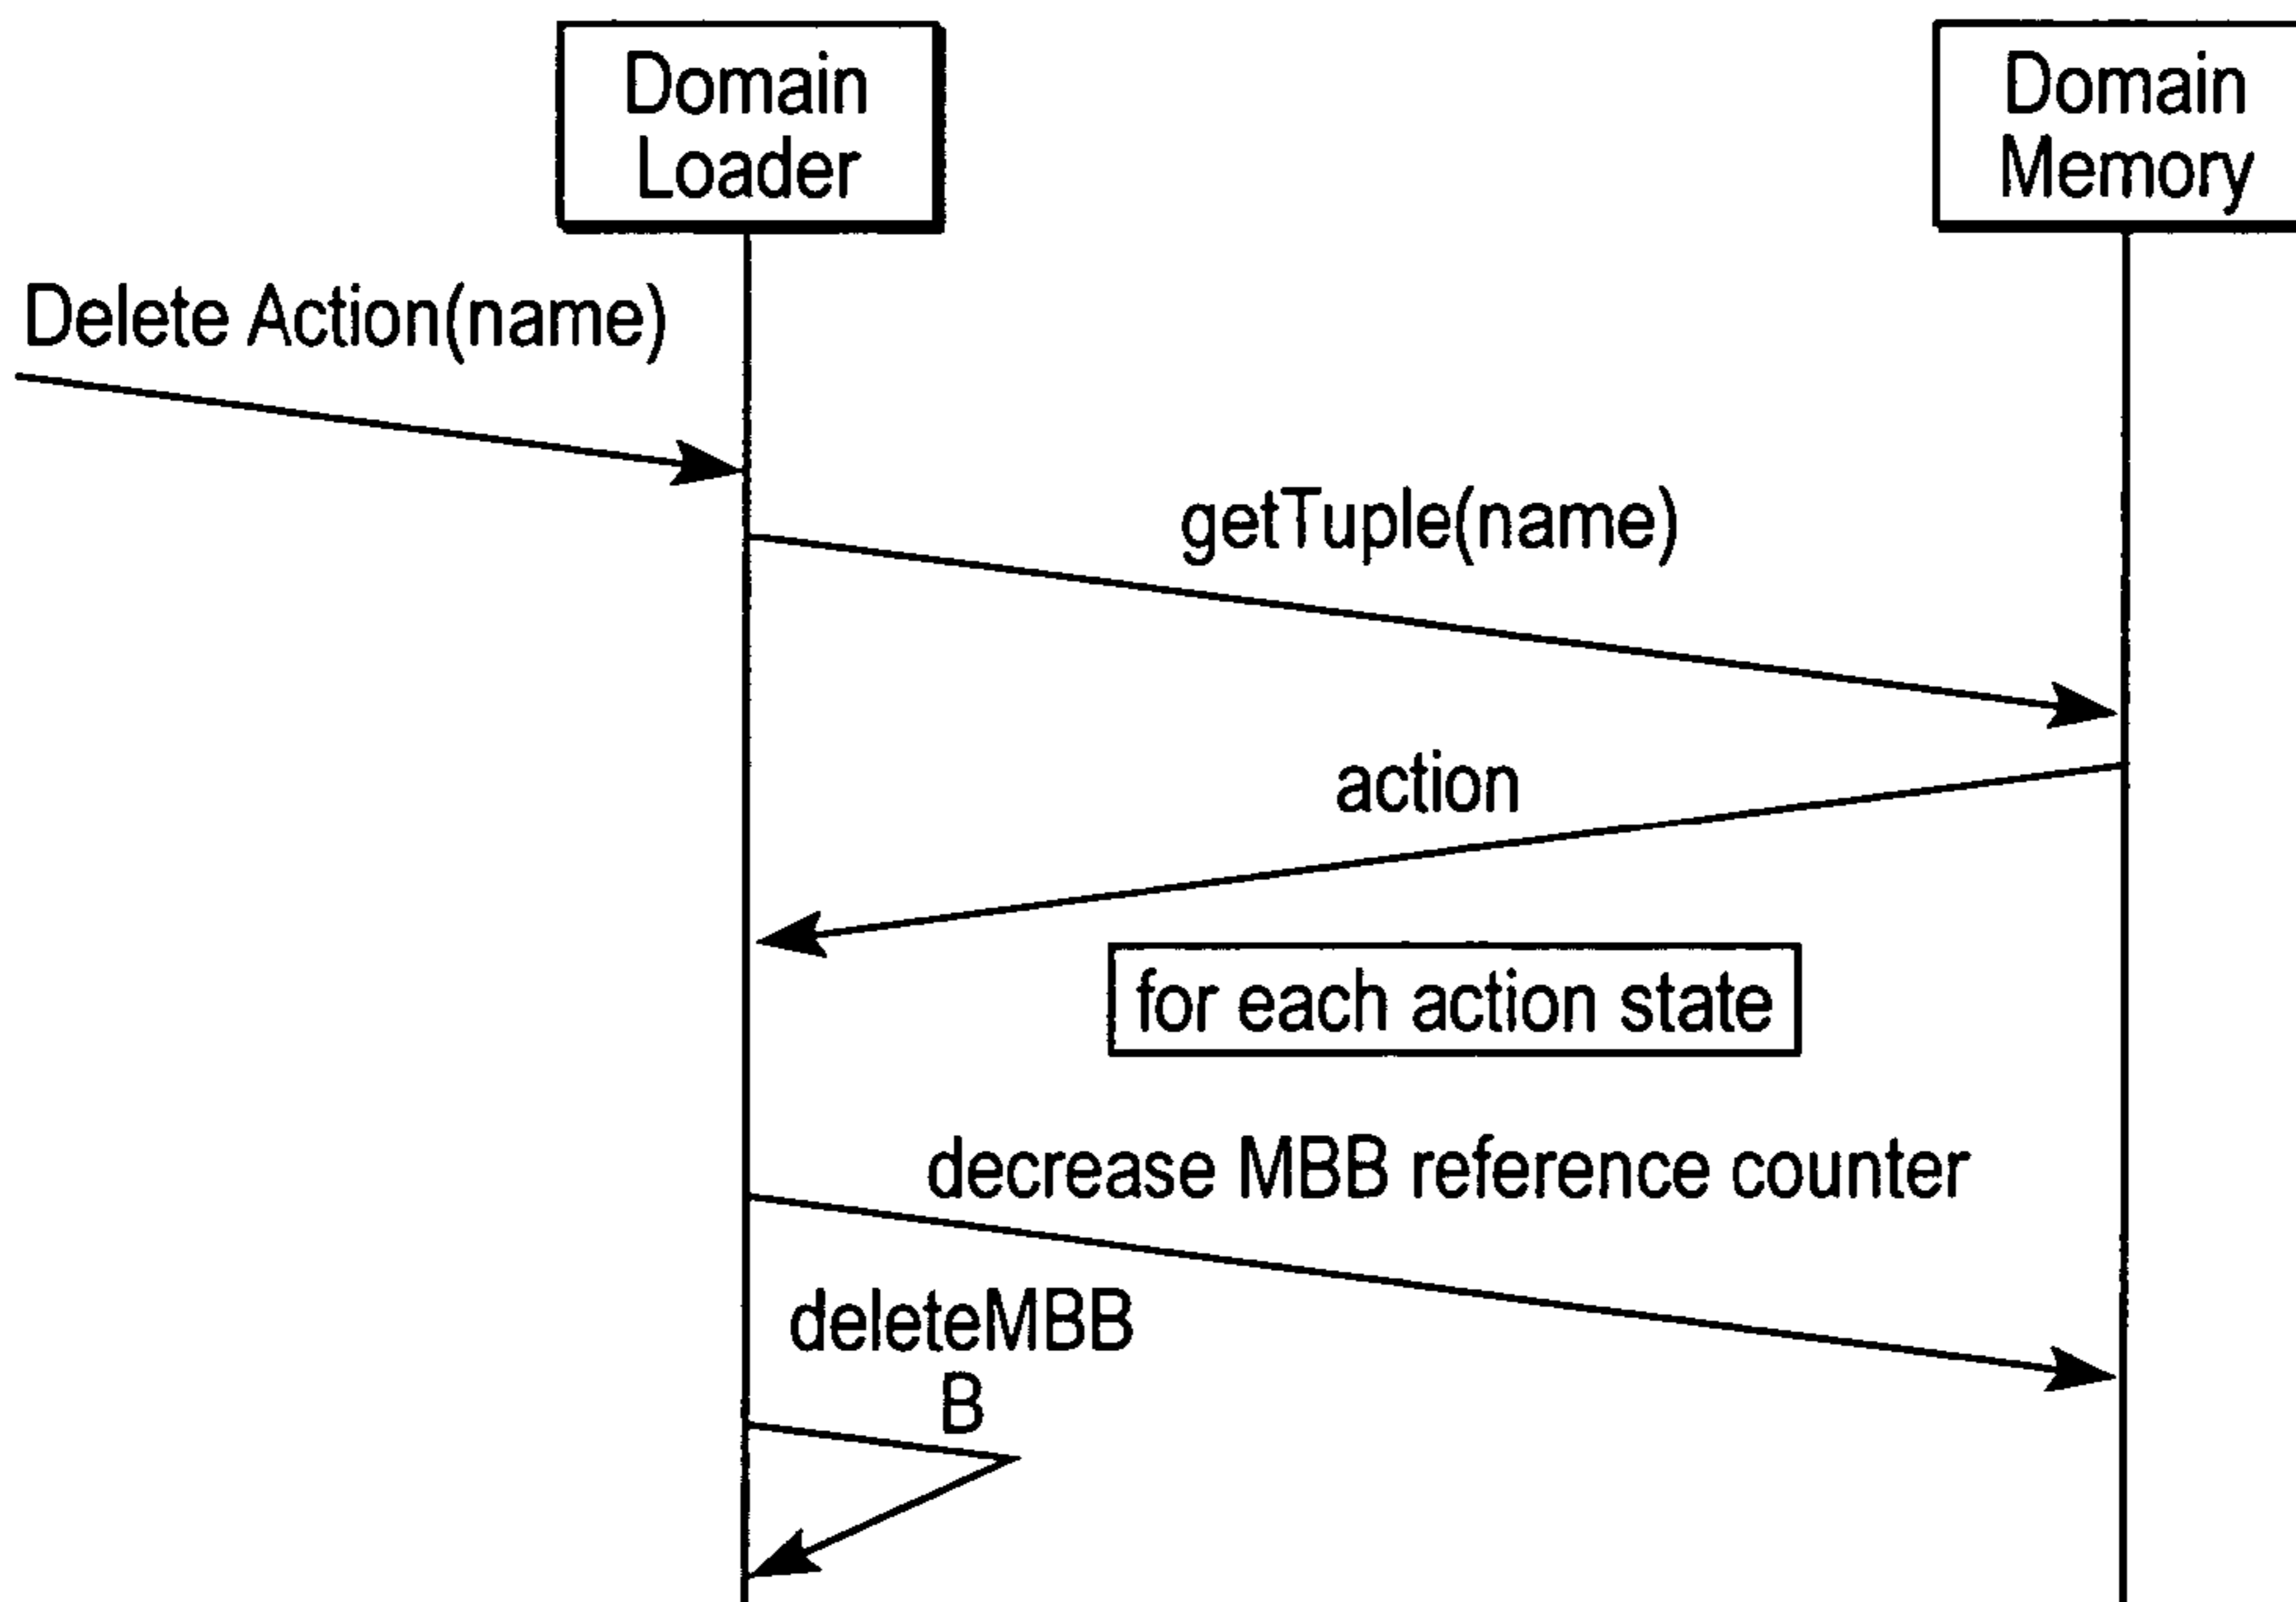 Domain
Loader
Domain
Memory
Delete Action(name)
getTuple(name)
action
for each action state
decrease MBB reference counter
deleteMBB
B